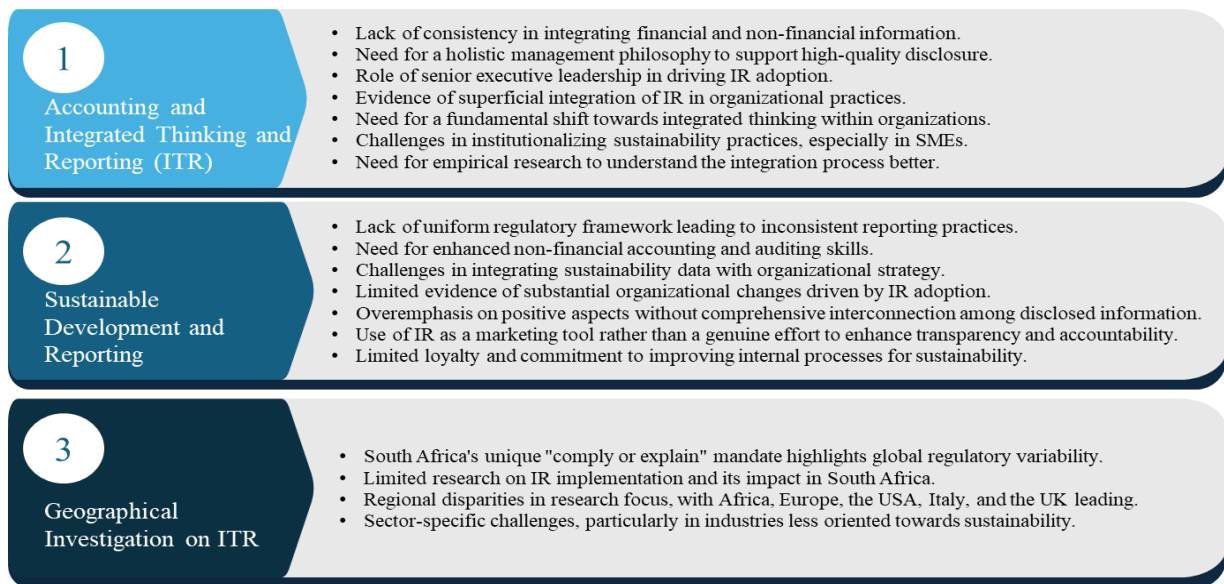 1
Accounting and
Integrated Thinking and
Reporting (ITR)
• Lack of consistency in integrating financial and non-financial information.
• Need for a holistic management philosophy to support high-quality disclosure.
• Role of senior executive leadership in driving IR adoption.
• Evidence of superficial integration of IR in organizational practices.
• Need for a fundamental shift towards integrated thinking within organizations.
• Challenges in institutionalizing sustainability practices, especially in SMEs.
• Need for empirical research to understand the integration process better.
2
Sustainable
Development and
Reporting
• Lack of uniform regulatory framework leading to inconsistent reporting practices.
• Need for enhanced non-financial accounting and auditing skills.
• Challenges in integrating sustainability data with organizational strategy.
• Limited evidence of substantial organizational changes driven by IR adoption.
• Overemphasis on positive aspects without comprehensive interconnection among disclosed information.
• Use of IR as a marketing tool rather than a genuine effort to enhance transparency and accountability.
• Limited loyalty and commitment to improving internal processes for sustainability.
3
Geographical
Investigation on ITR
• South Africa's unique "comply or explain" mandate highlights global regulatory variability.
• Limited research on IR implementation and its impact in South Africa.
• Regional disparities in research focus, with Africa, Europe, the USA, Italy, and the UK leading.
• Sector-specific challenges, particularly in industries less oriented towards sustainability.